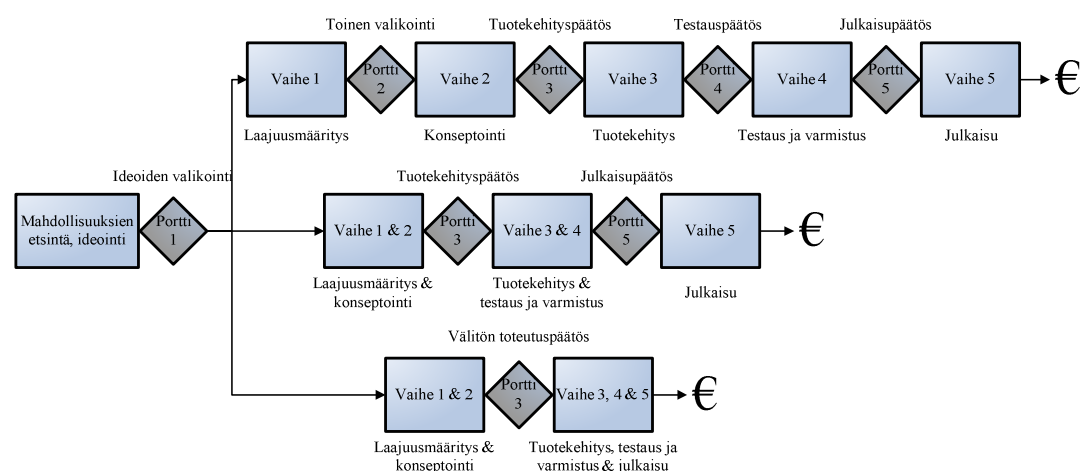 Toinen valikointi
Tuotekehityspäätös
Testauspäätös
Julkaisupäätös
Vaihe 1
Portti
2
Vaihe 2
Portti
3
Vaihe 3
Portti
4
Vaihe 4
Portti
5
Vaihe 5
€
Laajuusmääritys
Konseptointi
Tuotekehitys
Testaus ja varmistus
Julkaisu
Ideoiden valikointi
Tuotekehityspäätös
Julkaisupäätös
Mahdollisuuksien
etsintä, ideointi
Portti
1
Vaihe 1 & 2
Portti
3
Vaihe 3 & 4
Portti
5
Vaihe 5
€
Laajuusmääritys &
konseptointi
Tuotekehitys &
testaus ja varmistus
Julkaisu
Välitön toteutuspäätös
Vaihe 1 & 2
Portti
3
Vaihe 3, 4 & 5
€
Laajuusmääritys &
konseptointi
Tuotekehitys, testaus ja
varmistus & julkaisu